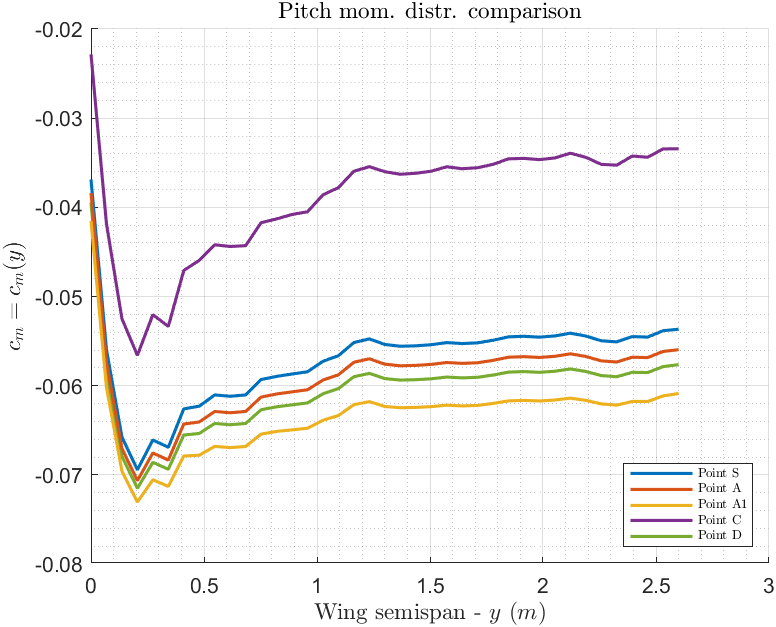 Pitch mom. distr. comparison
-0.02
-0.03
-0.04
-0.05
-0.06
-0.07
-0.08
c_m = c_m(y)
0 0.5 1 1.5 2 2.5 3
Wing semispan - y (m)
Point S
Point A
Point A1
Point C
Point D